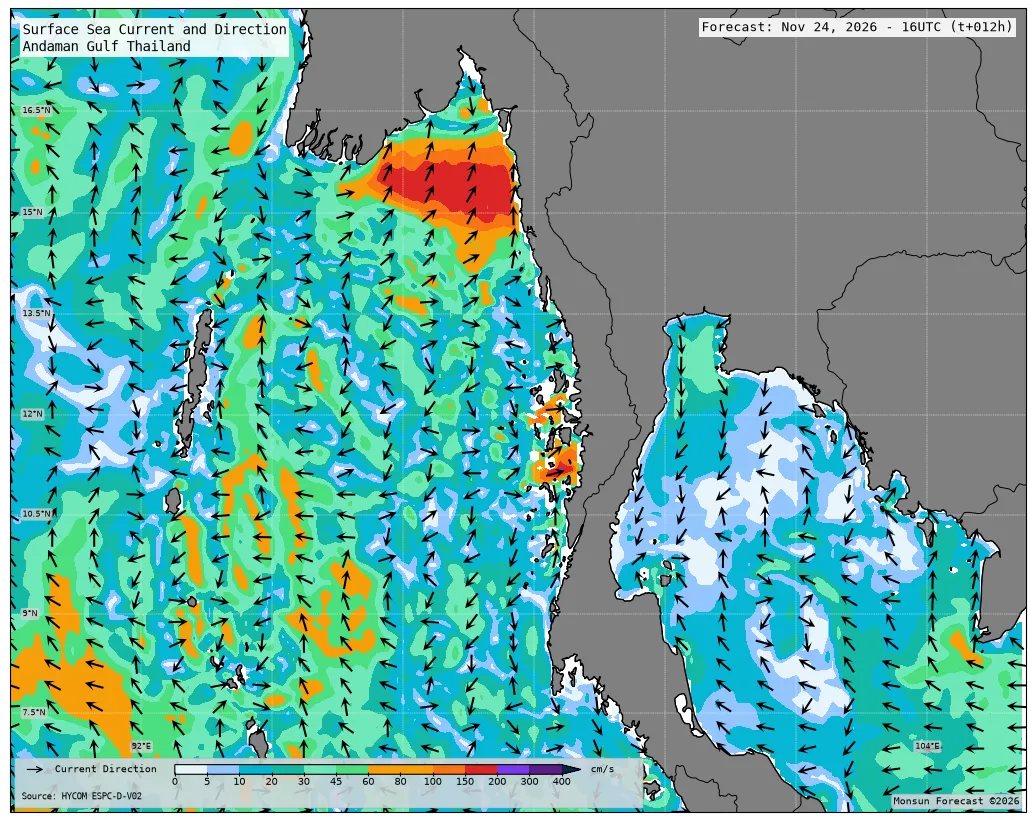 Surface Sea Current and Direction
Andaman Gulf Thailand
Forecast: Nov 24, 2026 - 16UTC (t+012h)
16.5°N
15°N
13.5°N
12°N
10.5°N
9°N
7.5°N
92°E
104°E
Current Direction
0 5 10 20 30 45 60 80 100 150 200 300 400
cm/s
Source: HYCOM ESPC-D-V02
Monsun Forecast ©2026